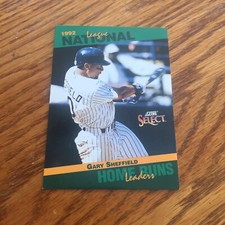 1992
League
NATIONAL
SCORE
SELECT
GARY SHEFFIELD
HOME RUNS
Leaders